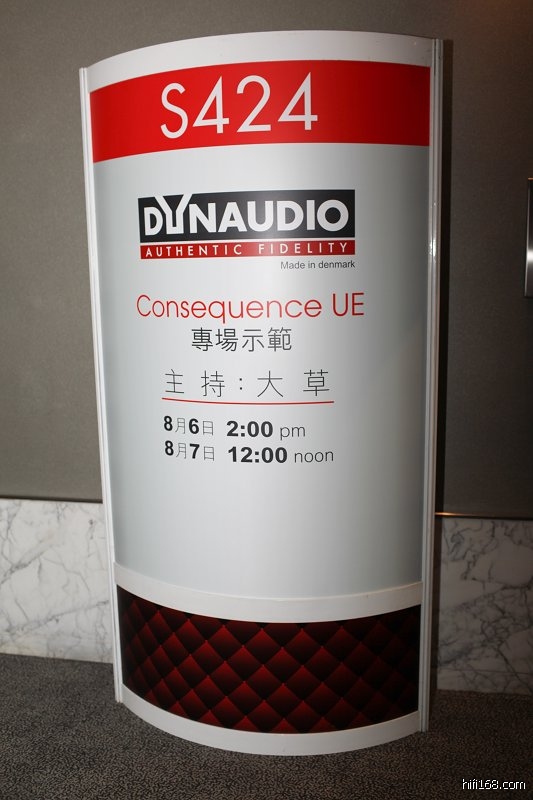 S424
DYNAUDIO
AUTHENTIC FIDELITY
Made in denmark
Consequence UE
專場示範
主持：大草
8月6日 2:00 pm
8月7日 12:00 noon
hifi168.com